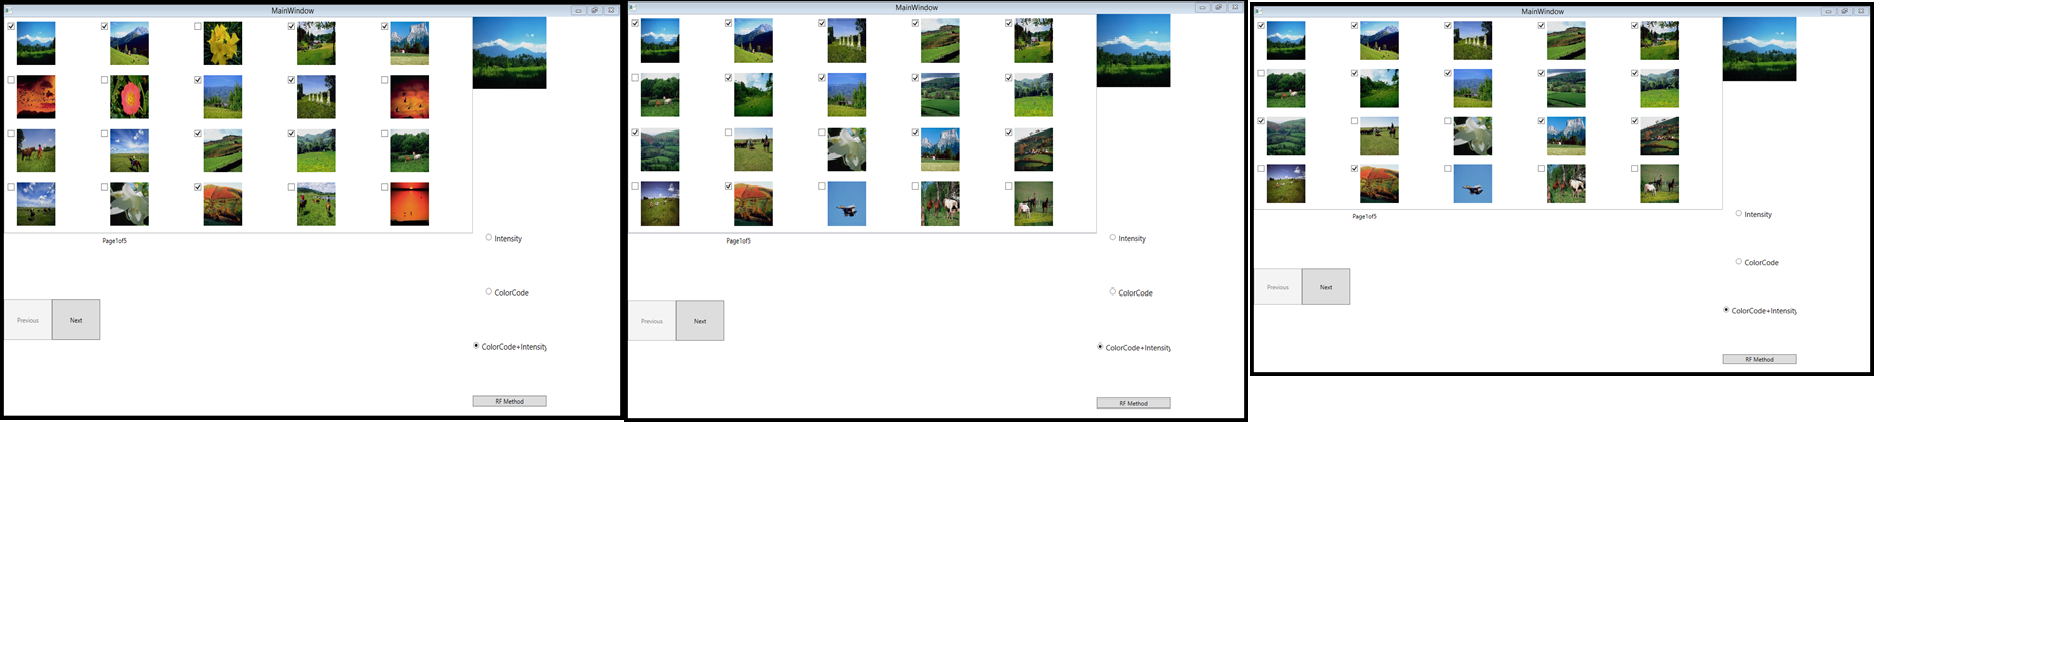 MainWindow
Page1of5
Previous
Next
Intensity
ColorCode
ColorCode+Intensity
RF Method
MainWindow
Page1of5
Previous
Next
Intensity
ColorCode
ColorCode+Intensity
RF Method
MainWindow
Page1of5
Previous
Next
Intensity
ColorCode
ColorCode+Intensity
RF Method